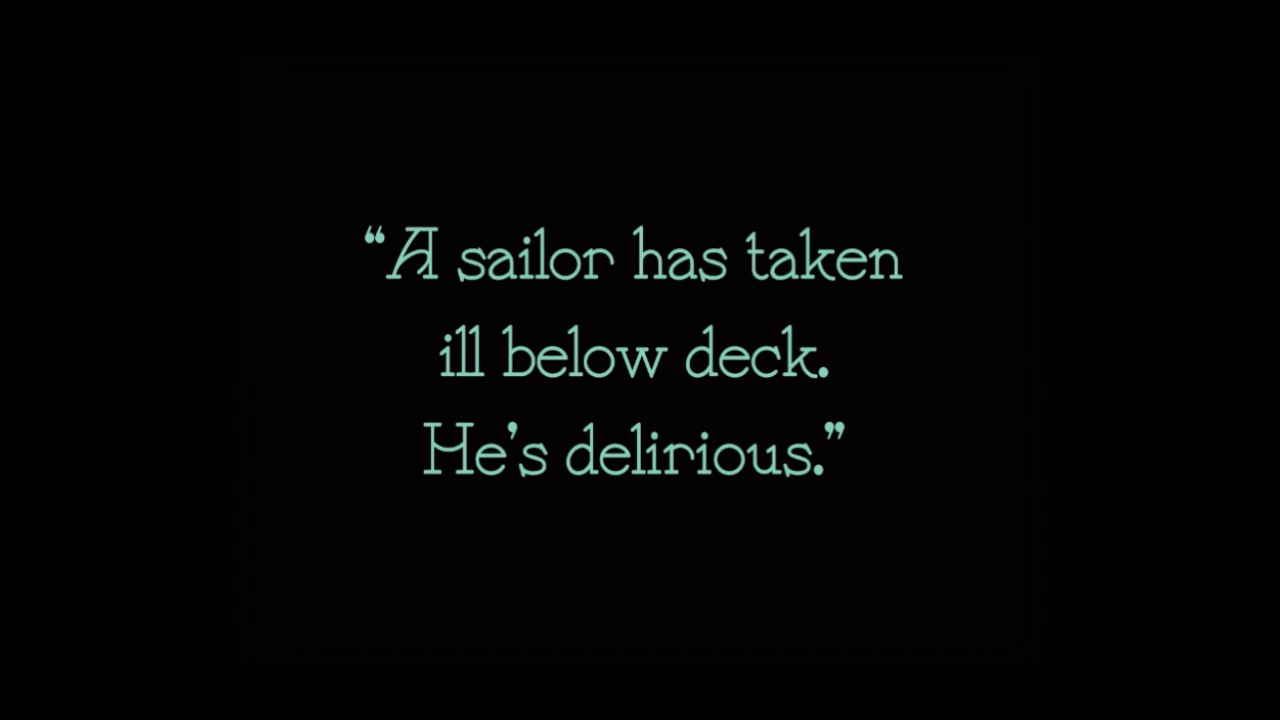 “A sailor has taken
ill below deck.
He’s delirious.”